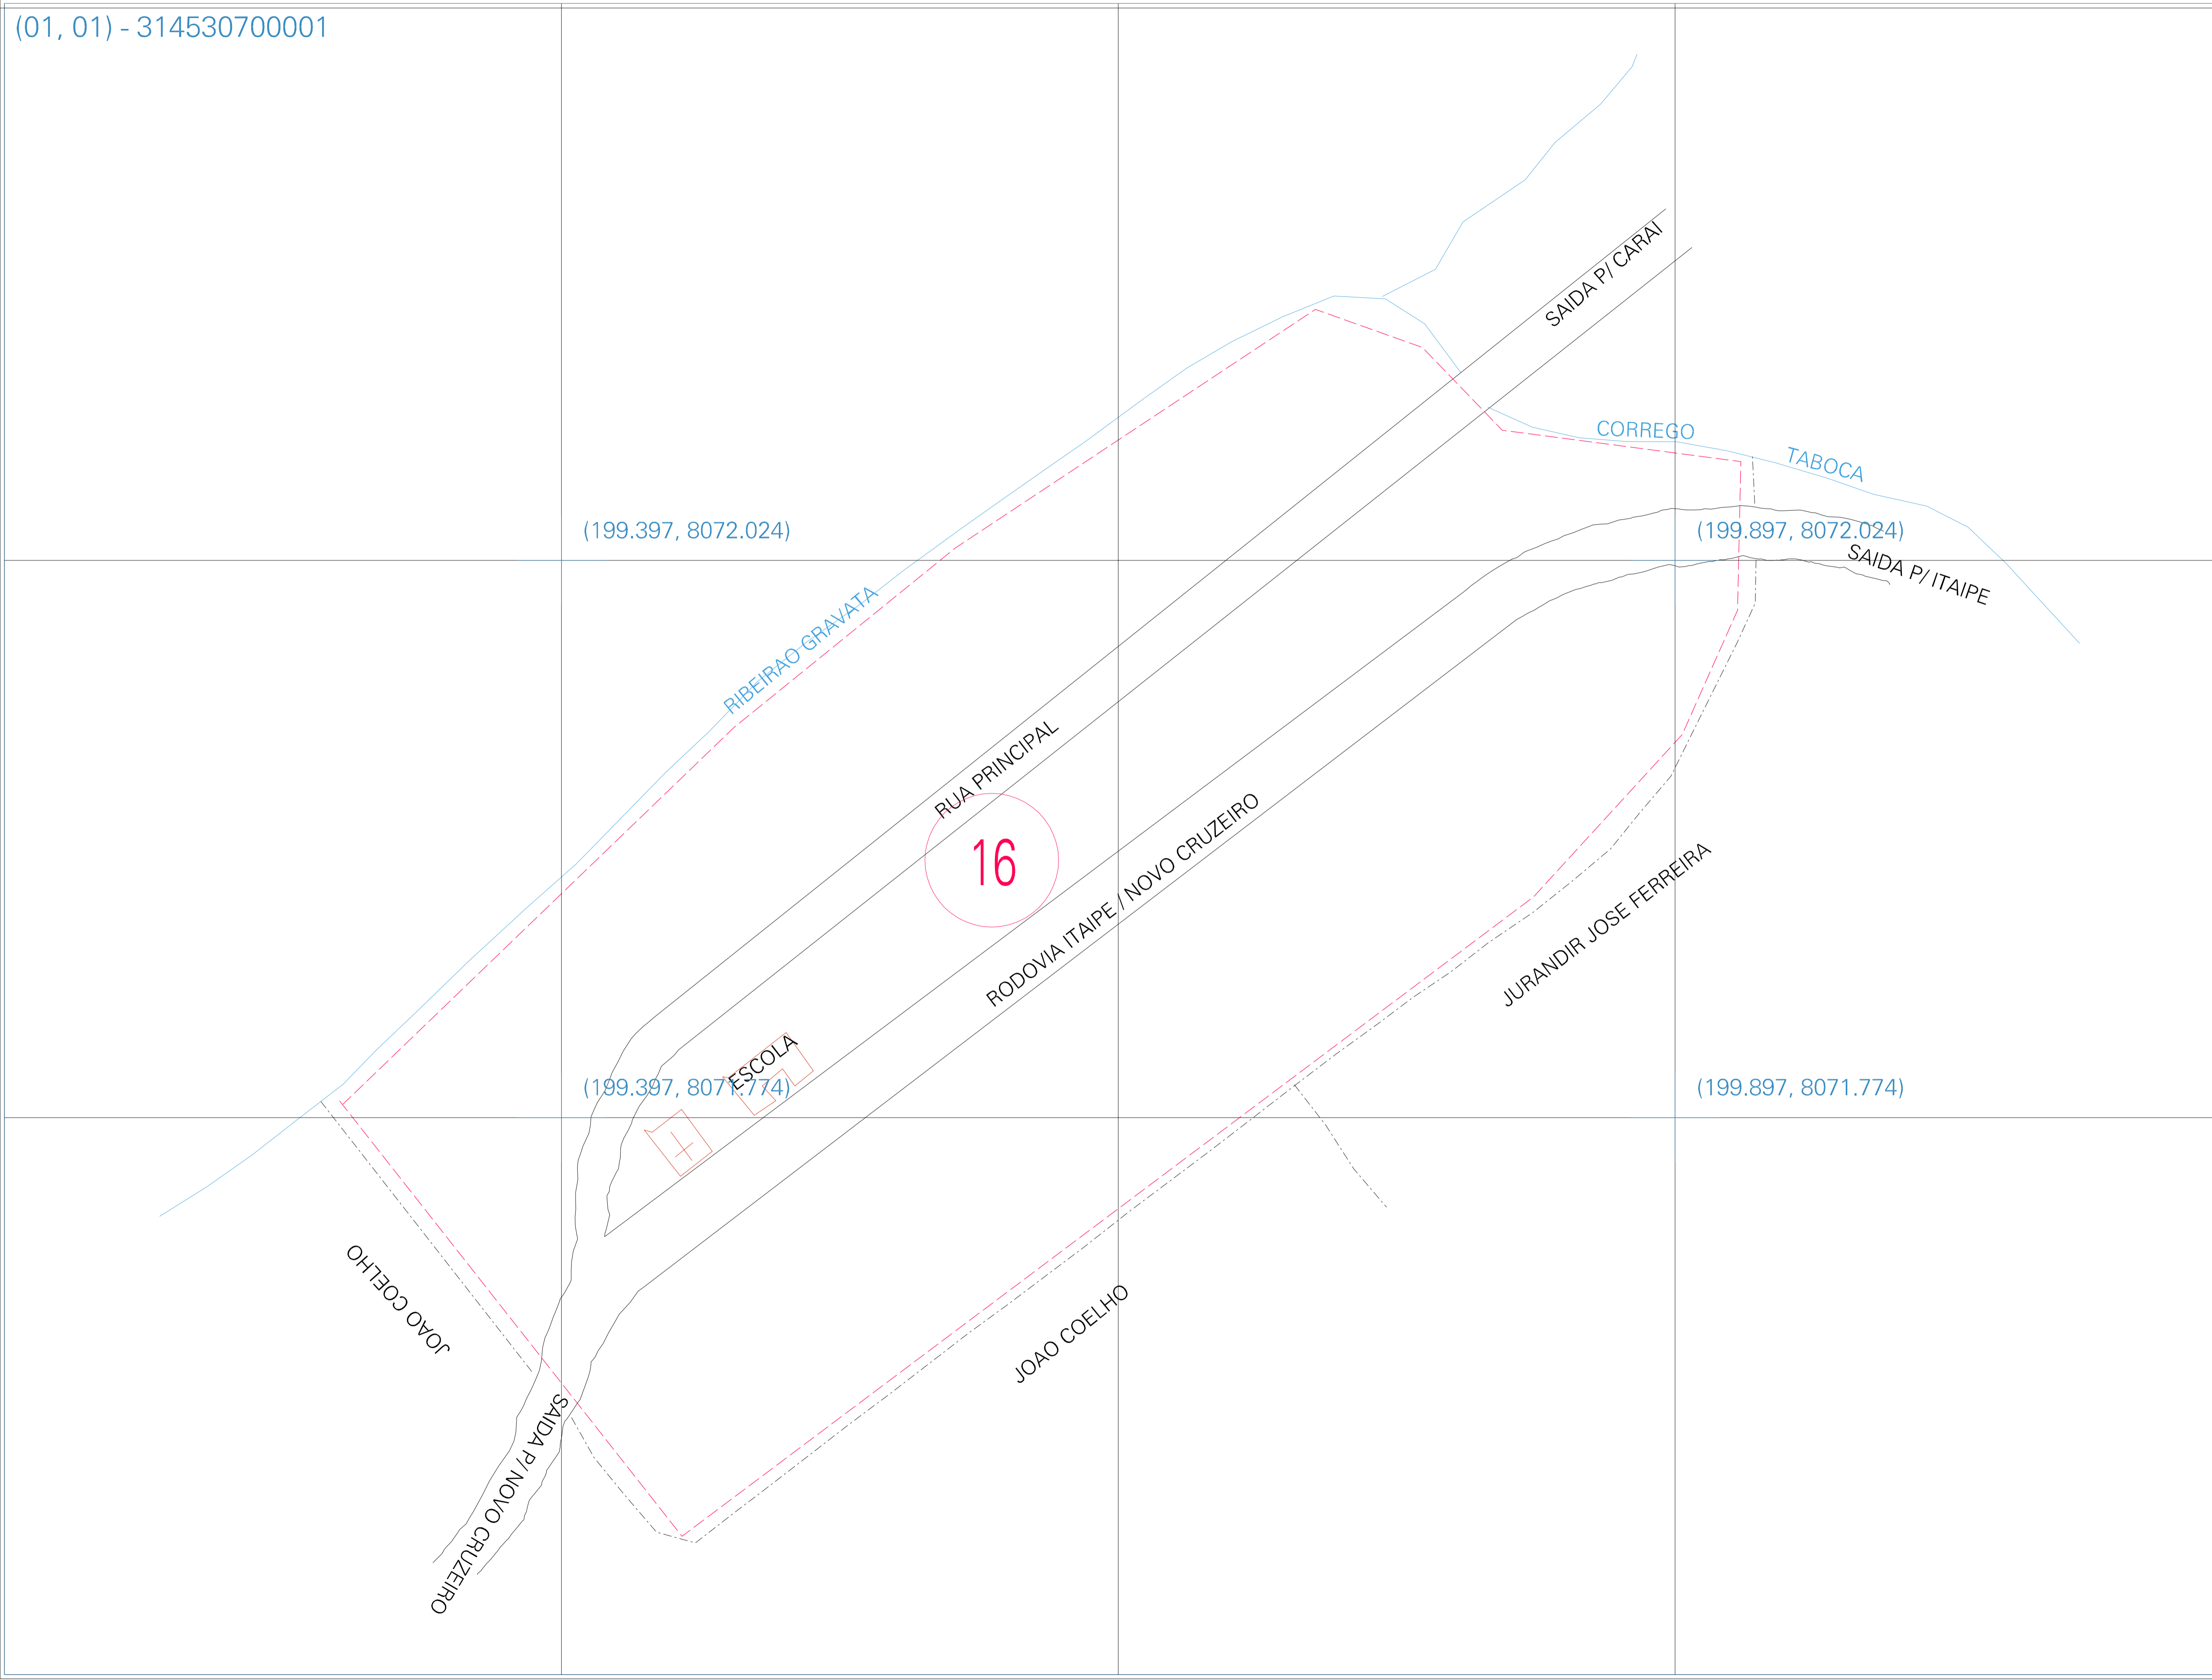 (01, 01) - 314530700001
SAIDA P/ CARAI
CORREGO
TABOCA
(199.397, 8072.024)
(199.897, 8072.024)
SAIDA P/ ITAIPE
RIBEIRAO GRAVATA
RUA PRINCIPAL
16
RODOVIA ITAIPE / NOVO CRUZEIRO
JURANDIR JOSE FERREIRA
ESCOLA
(199.397, 8071.774)
(199.897, 8071.774)
JOAO COELHO
JOAO COELHO
SAIDA P/ NOVO CRUZEIRO